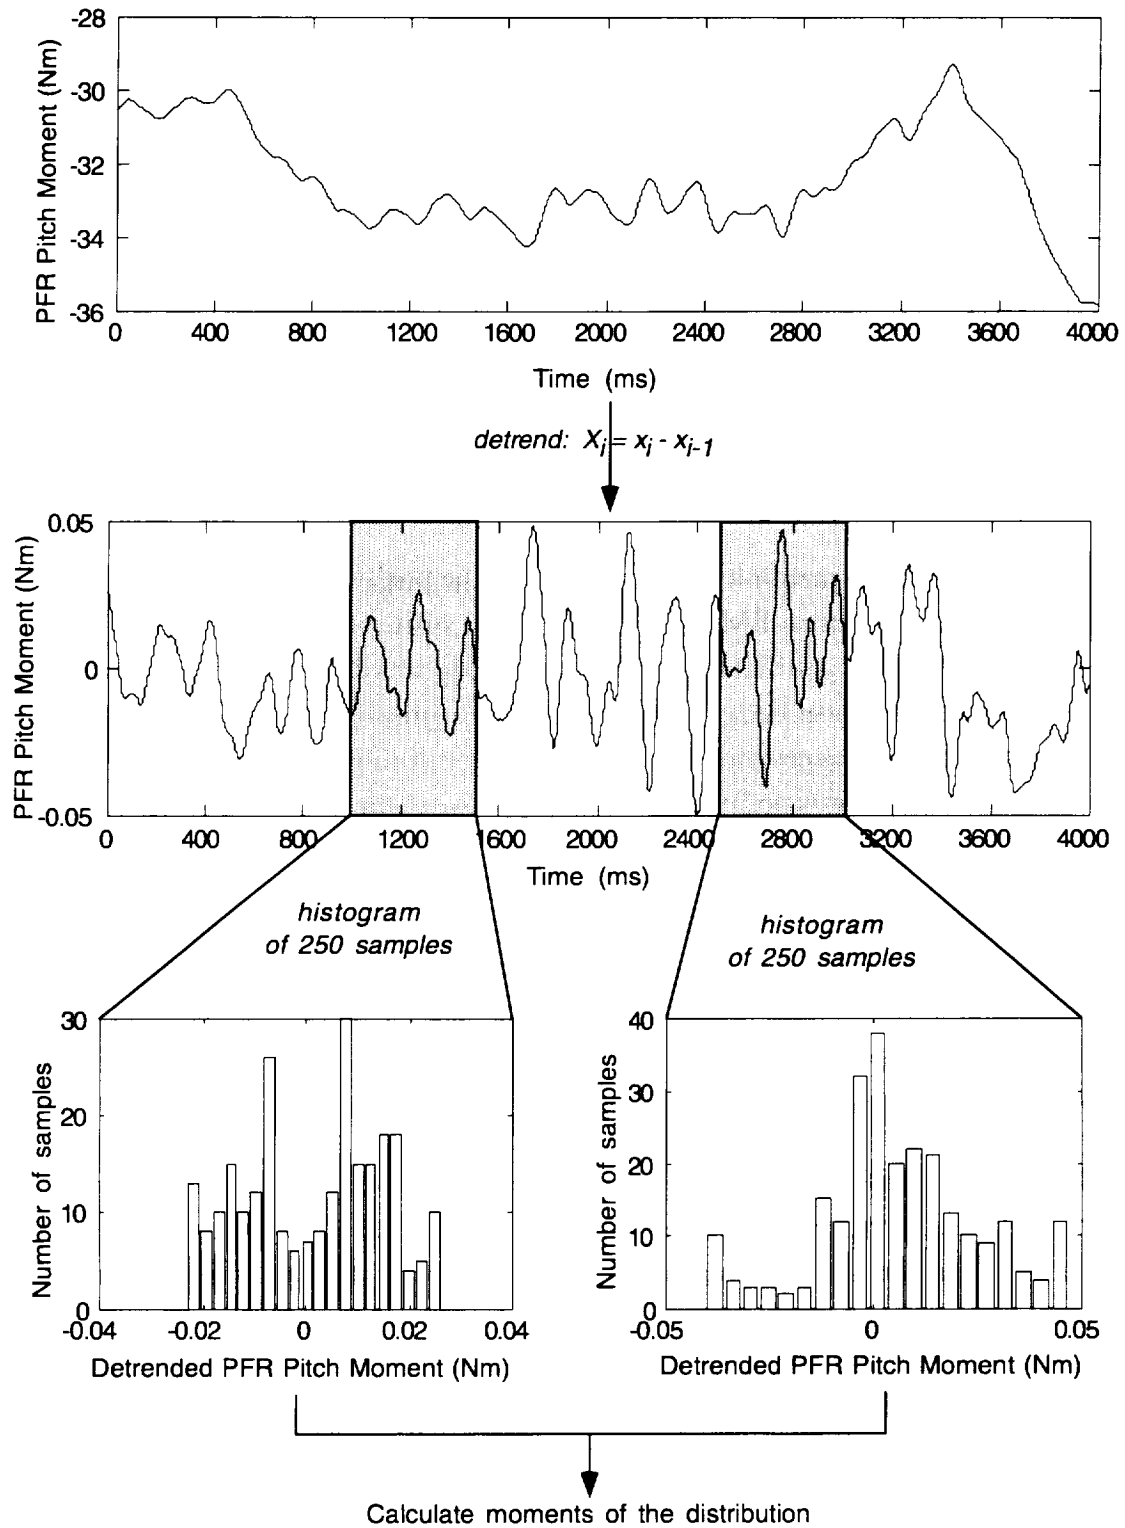 -28
-30
-32
-34
-36
PFR Pitch Moment (Nm)
0 400 800 1200 1600 2000 2400 2800 3200 3600 4000
Time (ms)
detrend: Xi = xi - xi-1
0.05
0
-0.05
PFR Pitch Moment (Nm)
0 400 800 1200 1600 2000 2400 2800 3200 3600 4000
Time (ms)
histogram
of 250 samples
histogram
of 250 samples
30
20
10
0
Number of samples
-0.04 -0.02 0 0.02 0.04
Detrended PFR Pitch Moment (Nm)
40
30
20
10
0
Number of samples
-0.05 0 0.05
Detrended PFR Pitch Moment (Nm)
Calculate moments of the distribution